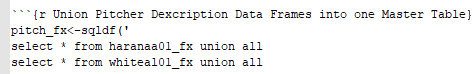 ```{r Union Pitcher Dexcription Data Frames into one Master Table}
pitch_fx<-sqldf('
select * from haranaa01_fx union all
select * from whitea101_fx union all